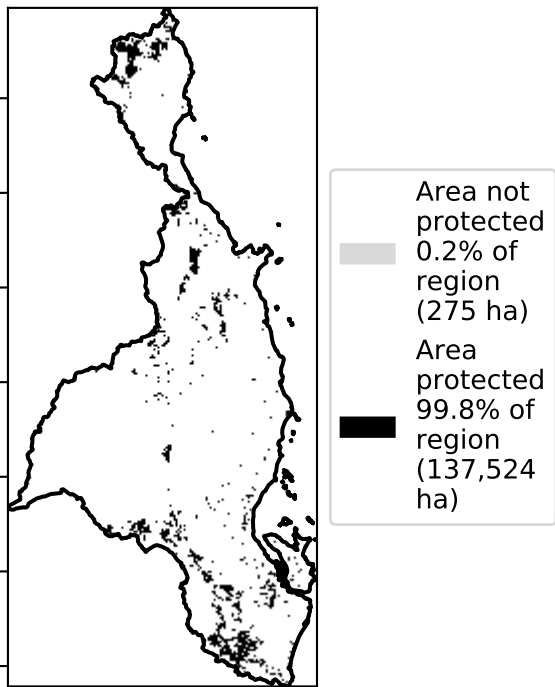 Area not
protected
0.2% of
region
(275 ha)
Area
protected
99.8% of
region
(137,524
ha)